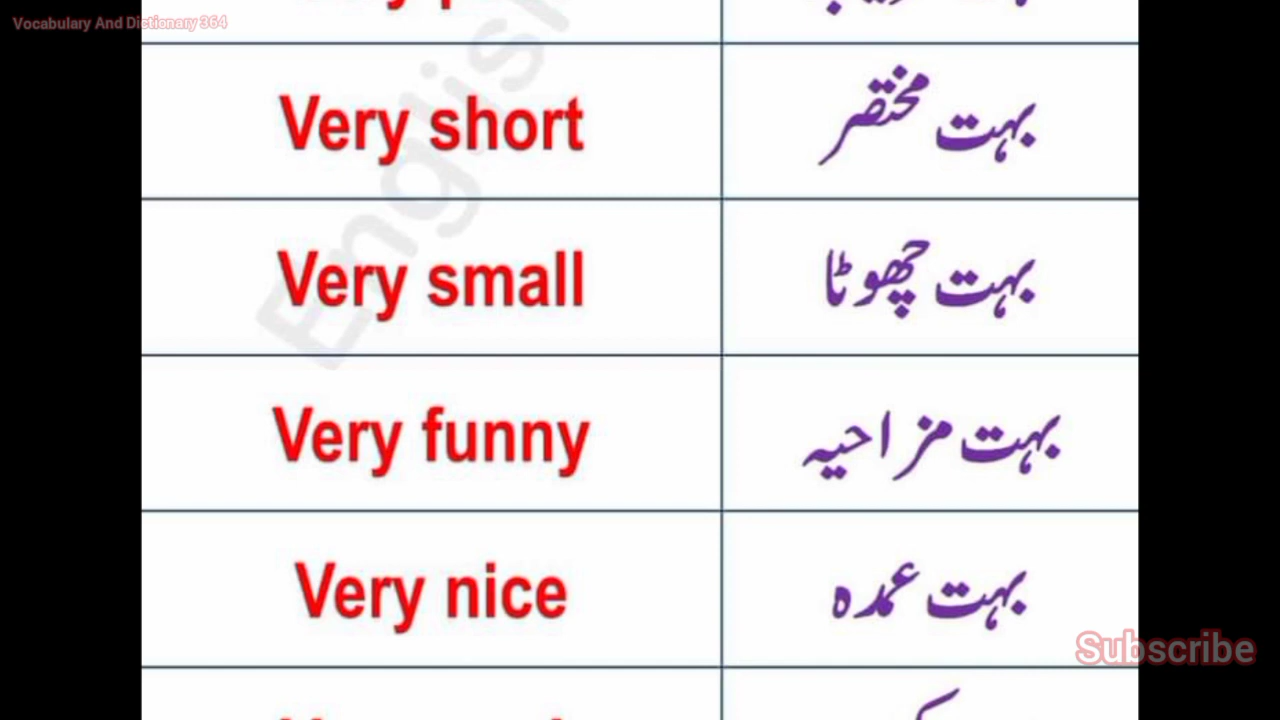 Vocabulary And Dictionary 364
Very short بہت مختصر
Very small بہت چھوٹا
Very funny بہت مزاحیہ
Very nice بہت عمدہ
Subscribe